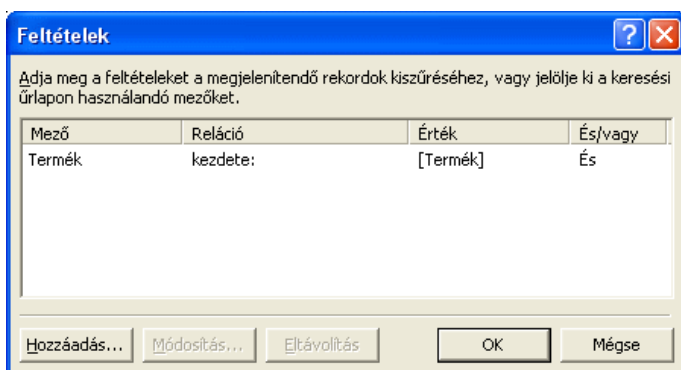 Feltételek
Adja meg a feltételeket a megjelenítendő rekordok kiszűréséhez, vagy jelölje ki a keresési
űrlapon használandó mezőket.
Mező Reláció Érték És/vagy
Termék kezdete: [Termék] És
Hozzáadás... Módosítás... Eltávolítás OK Mégse